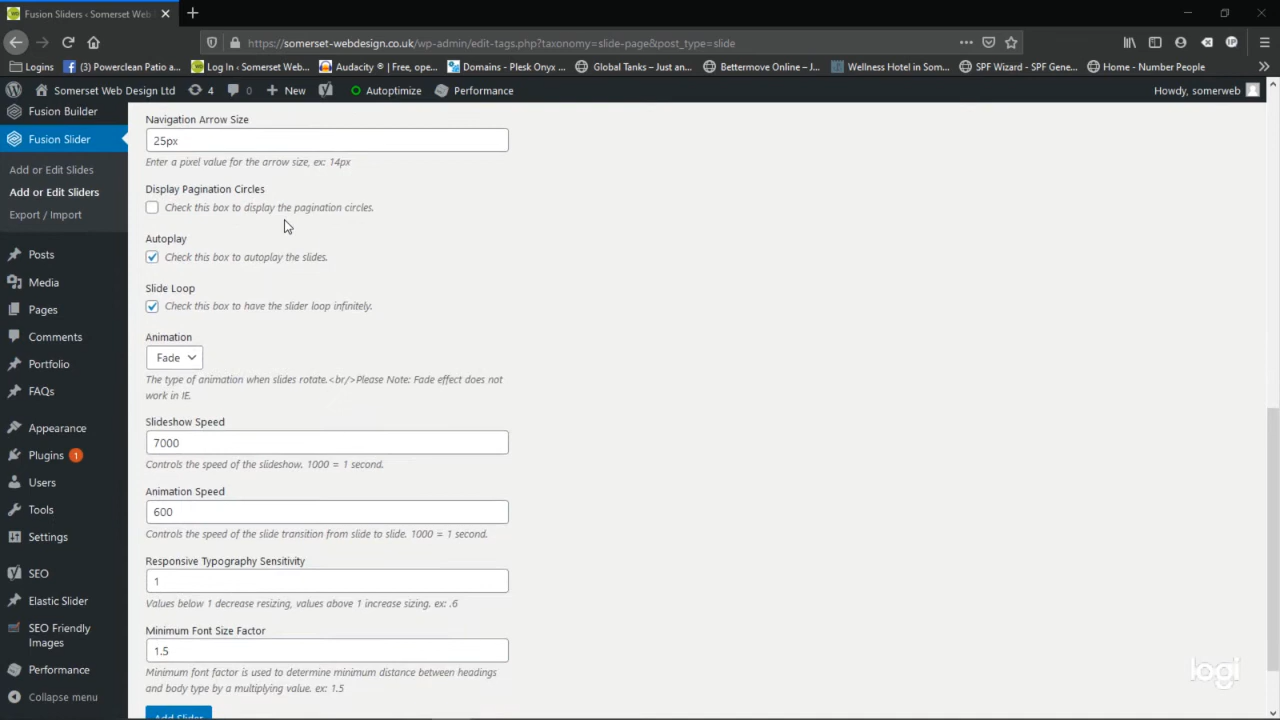 Fusion Sliders ‹ Somerset Web
https://somerset-webdesign.co.uk/wp-admin/edit-tags.php?taxonomy=slide-page&post_type=slide
Logins
(3) Powerclean Patio a...
Log In ‹ Somerset Web...
Audacity ® | Free, ope...
Domains - Plesk Onyx ...
Global Tanks – Just an...
Bettermove Online – J...
Wellness Hotel in Som...
SPF Wizard - SPF Gene...
Home - Number People
Somerset Web Design Ltd
4
0
New
Autoptimize
Performance
Howdy, somerweb
Fusion Builder
Fusion Slider
Add or Edit Slides
Add or Edit Sliders
Export / Import
Posts
Media
Pages
Comments
Portfolio
FAQs
Appearance
Plugins 1
Users
Tools
Settings
SEO
Elastic Slider
SEO Friendly
Images
Performance
Collapse menu
Navigation Arrow Size
25px
Enter a pixel value for the arrow size, ex: 14px
Display Pagination Circles
Check this box to display the pagination circles.
Autoplay
Check this box to autoplay the slides.
Slide Loop
Check this box to have the slider loop infinitely.
Animation
Fade
The type of animation when slides rotate.<br/>Please Note: Fade effect does not
work in IE.
Slideshow Speed
7000
Controls the speed of the slideshow. 1000 = 1 second.
Animation Speed
600
Controls the speed of the slide transition from slide to slide. 1000 = 1 second.
Responsive Typography Sensitivity
1
Values below 1 decrease resizing, values above 1 increase sizing. ex: .6
Minimum Font Size Factor
1.5
Minimum font factor is used to determine minimum distance between headings
and body type by a multiplying value. ex: 1.5
Add Slider
logi